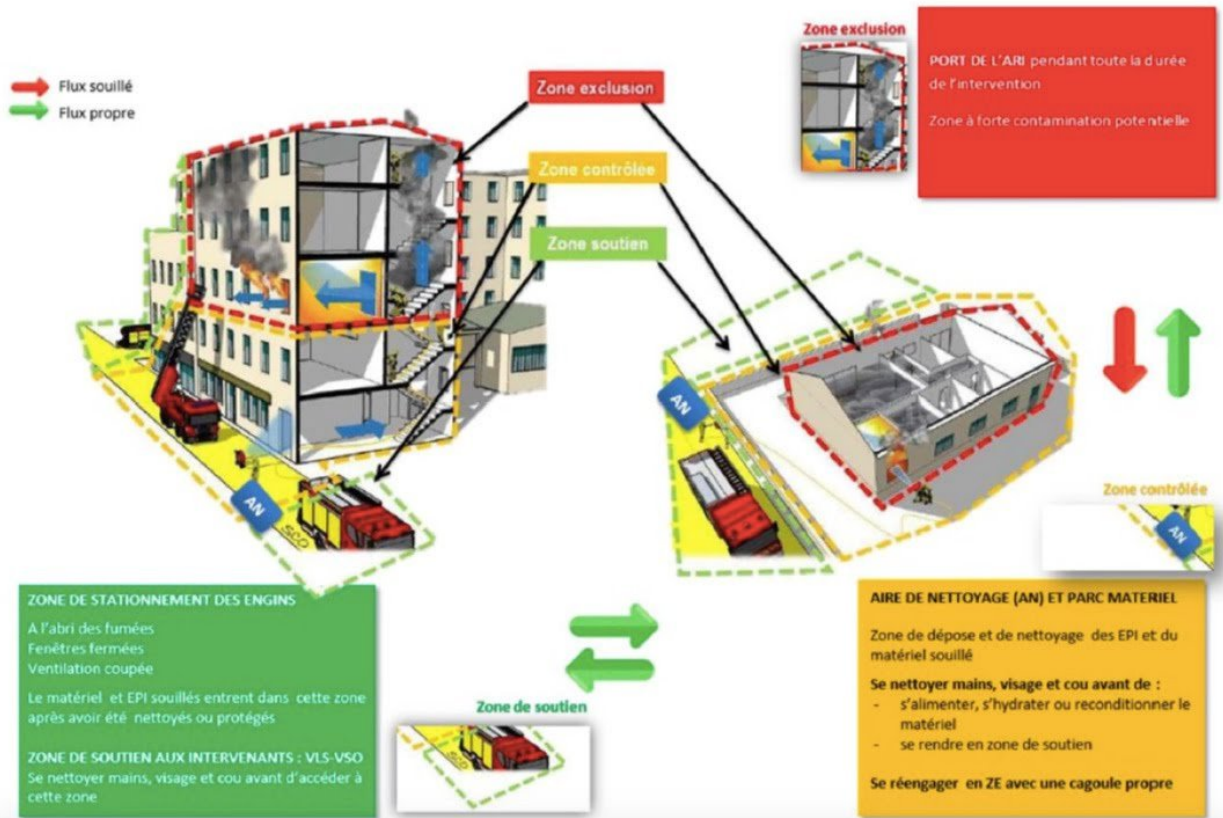 Zone exclusion
PORT DE L'ARI pendant toute la durée
de l'intervention
Zone à forte contamination potentielle
Flux souillé
Flux propre
Zone exclusion
Zone contrôlée
Zone soutien
AN
SCO
AN
Zone contrôlée
AN
ZONE DE STATIONNEMENT DES ENGINS
A l'abri des fumées
Fenêtres fermées
Ventilation coupée
Le matériel et EPI souillés entrent dans cette zone
après avoir été nettoyés ou protégés
ZONE DE SOUTIEN AUX INTERVENANTS : VLS-VSO
Se nettoyer mains, visage et cou avant d'accéder à
cette zone
Zone de soutien
AIRE DE NETTOYAGE (AN) ET PARC MATERIEL
Zone de dépose et de nettoyage des EPI et du
matériel souillé
Se nettoyer mains, visage et cou avant de :
- s'alimenter, s'hydrater ou reconditionner le
matériel
- se rendre en zone de soutien
Se réengager en ZE avec une cagoule propre